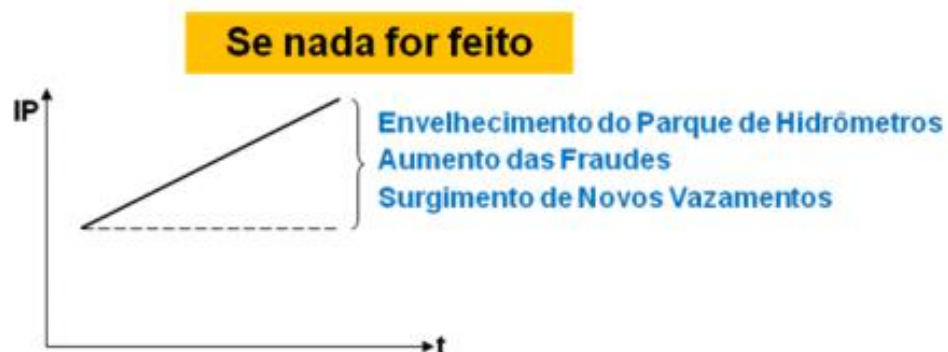 Se nada for feito
IP
Envelhecimento do Parque de Hidrômetros
Aumento das Fraudes
Surgimento de Novos Vazamentos
t